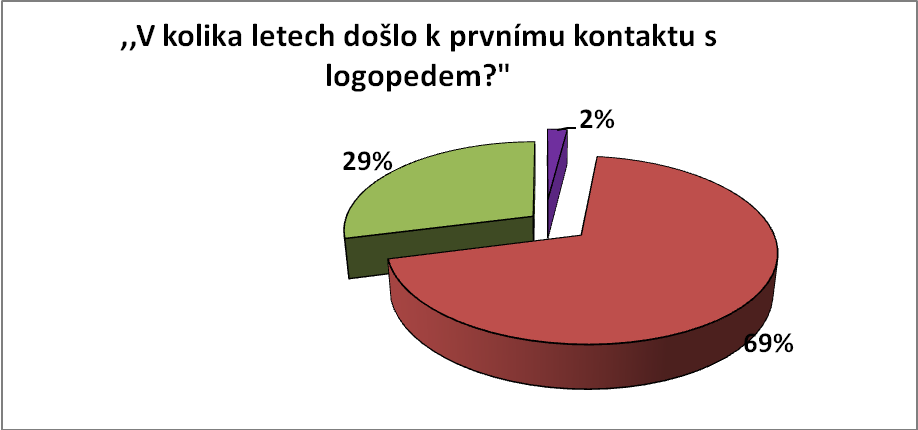 ,,V kolika letech došlo k prvnímu kontaktu s
logopedem?"
2%
29%
69%